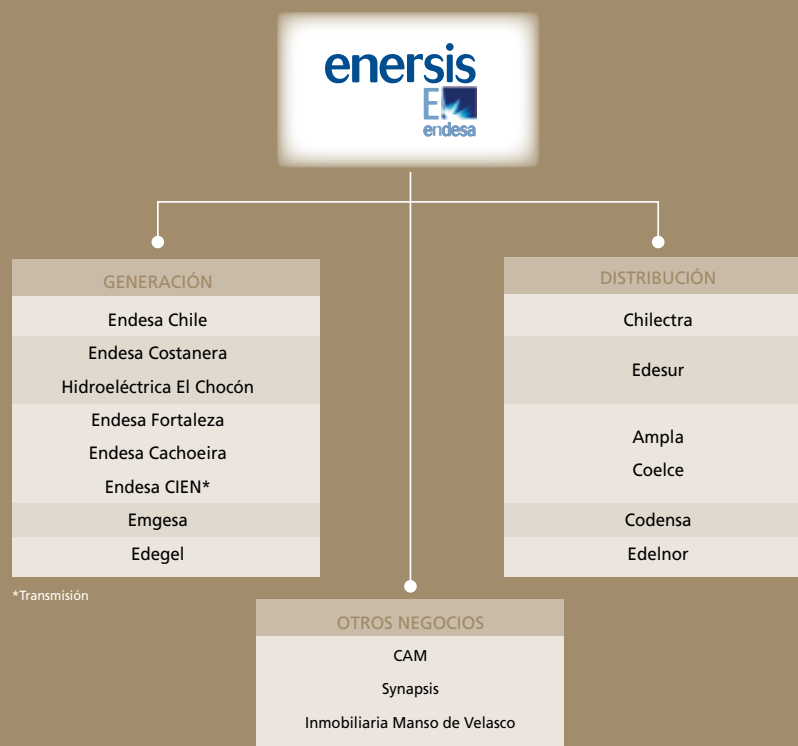 enersis
E
endesa
GENERACIÓN
Endesa Chile
Endesa Costanera
Hidroeléctrica El Chocón
Endesa Fortaleza
Endesa Cachoeira
Endesa CIEN*
Emgesa
Edegel
*Transmisión
DISTRIBUCIÓN
Chilectra
Edesur
Ampla
Coelce
Codensa
Edelnor
OTROS NEGOCIOS
CAM
Synapsis
Inmobiliaria Manso de Velasco